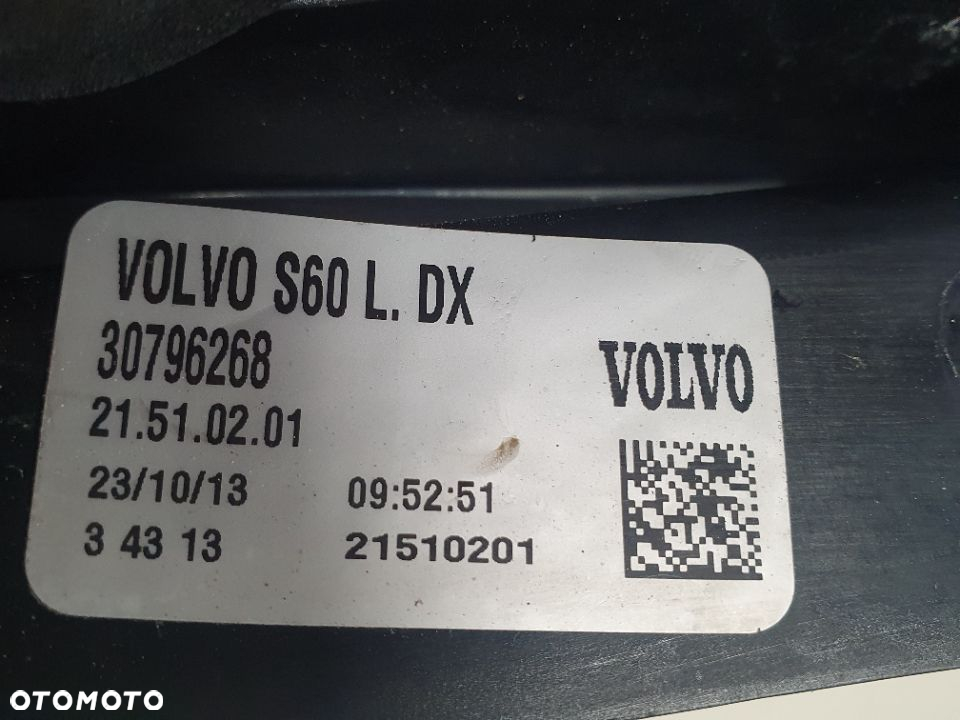 VOLVO S60 L. DX
30796268
VOLVO
21.51.02.01
23/10/13 09:52:51
3 43 13 21510201
OTOMOTO